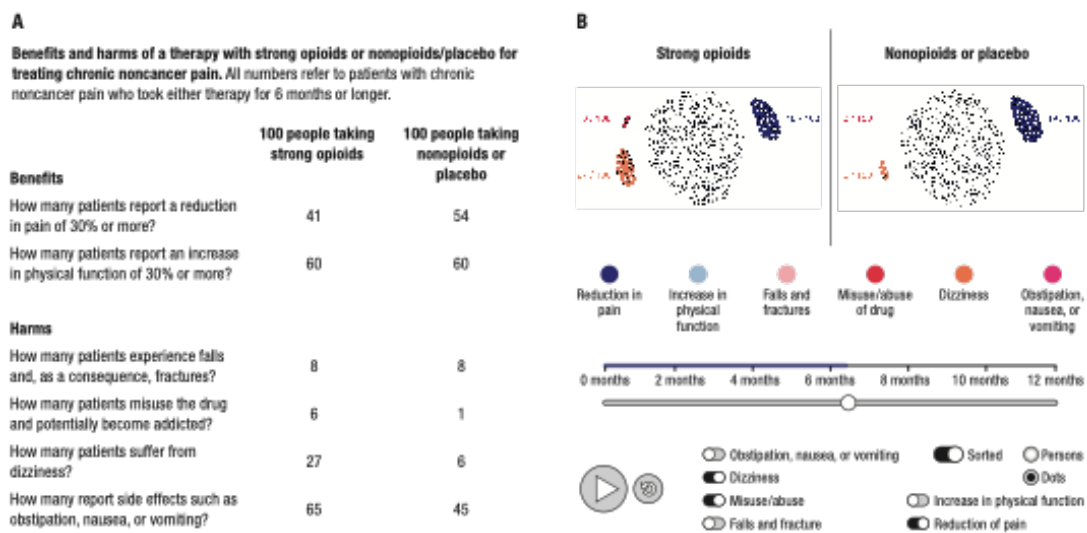 A
Benefits and harms of a therapy with strong opioids or nonopioids/placebo for
treating chronic noncancer pain. All numbers refer to patients with chronic
noncancer pain who took either therapy for 6 months or longer.
100 people taking
strong opioids
100 people taking
nonopioids or
placebo
Benefits
How many patients report a reduction
in pain of 30% or more?
41
54
How many patients report an increase
in physical function of 30% or more?
60
60
Harms
How many patients experience falls
and, as a consequence, fractures?
8
8
How many patients misuse the drug
and potentially become addicted?
6
1
How many patients suffer from
dizziness?
27
6
How many report side effects such as
obstipation, nausea, or vomiting?
65
45
B
Strong opioids
Nonopioids or placebo
Reduction in
pain
Increase in
physical
function
Falls and
fractures
Misuse/abuse
of drug
Dizziness
Obstipation,
nausea, or
vomiting
0 months
2 months
4 months
6 months
8 months
10 months
12 months
Obstipation, nausea, or vomiting
Dizziness
Misuse/abuse
Falls and fracture
Sorted
Persons
Dots
Increase in physical function
Reduction of pain